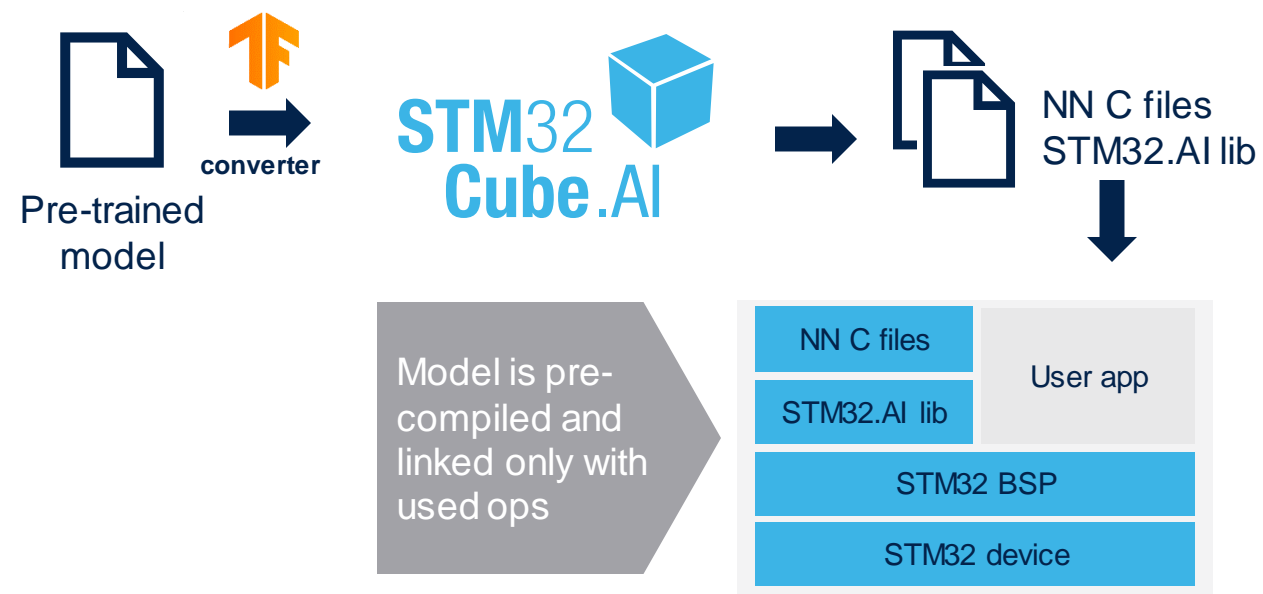 converter
Pre-trained
model
STM32
Cube.AI
NN C files
STM32.AI lib
Model is pre-
compiled and
linked only with
used ops
NN C files
STM32.AI lib
User app
STM32 BSP
STM32 device